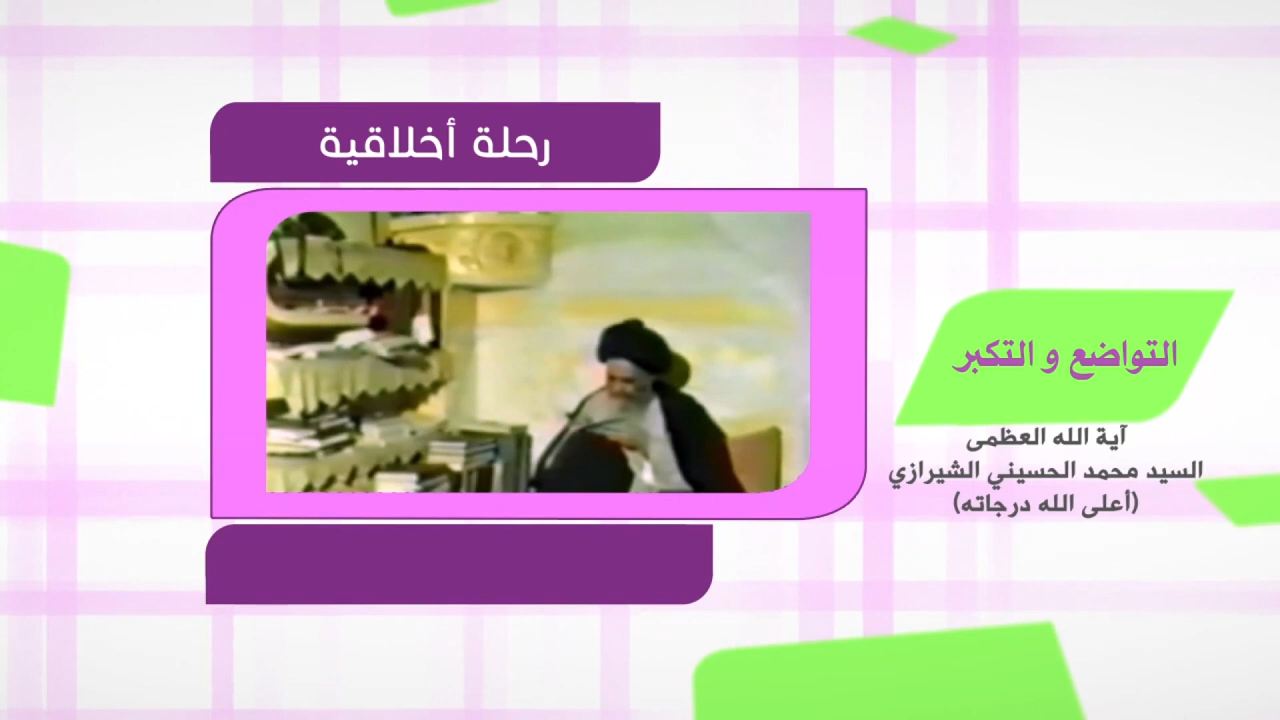 رحلة أخلاقية
التواضع و التكبر
آية الله العظمى
السيد محمد الحسيني الشيرازي
(أعلى الله درجاته)